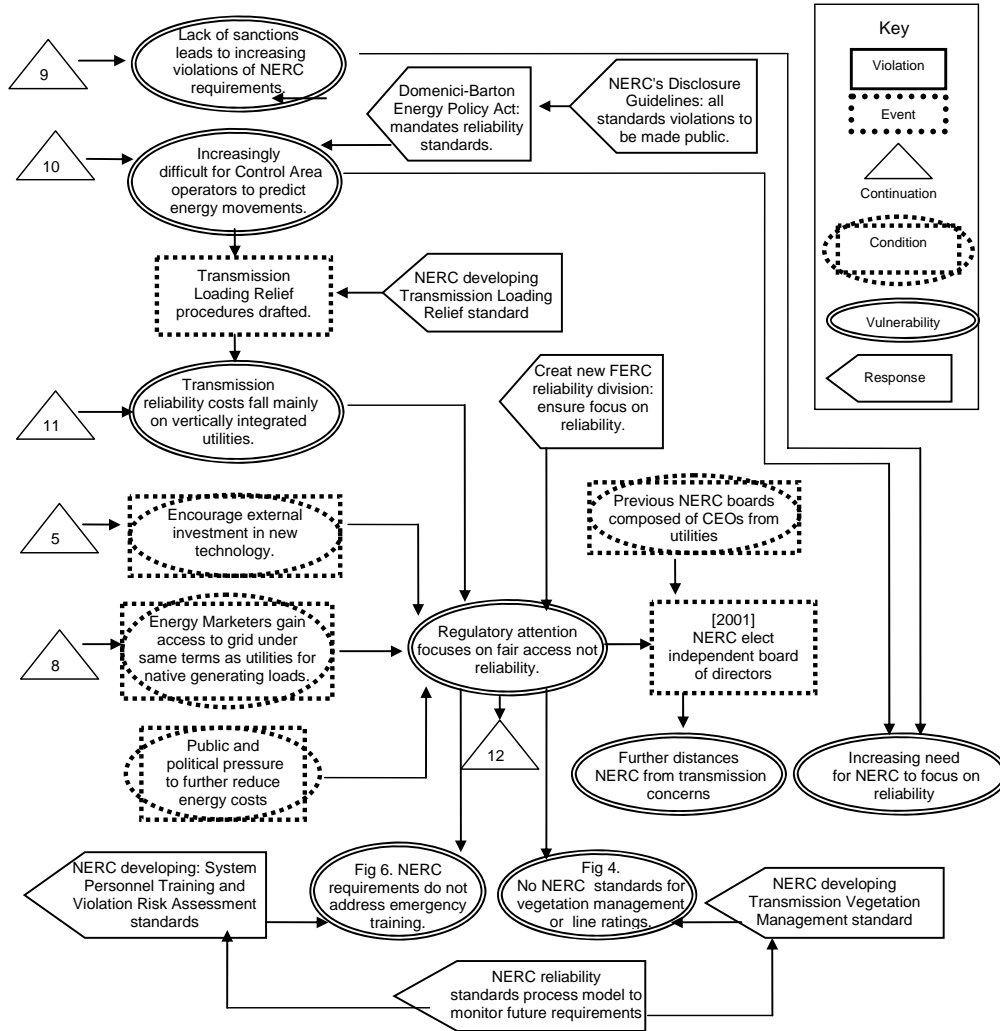 Lack of sanctions
leads to increasing
violations of NERC
requirements.
9
Domenici-Barton
Energy Policy Act:
mandates reliability
standards.
NERC's Disclosure
Guidelines: all
standards violations to
be made public.
Key
Violation
Event
Continuation
Condition
Vulnerability
Response
10
Increasingly
difficult for Control Area
operators to predict
energy movements.
Transmission
Loading Relief
procedures drafted.
NERC developing
Transmission Loading
Relief standard
11
Transmission
reliability costs fall mainly
on vertically integrated
utilities.
Creat new FERC
reliability division:
ensure focus on
reliability.
5
Encourage external
investment in new
technology.
Previous NERC boards
composed of CEOs from
utilities
8
Energy Marketers gain
access to grid under
same terms as utilities for
native generating loads.
Regulatory attention
focuses on fair access not
reliability.
[2001]
NERC elect
independent board
of directors
Public and
political pressure
to further reduce
energy costs
12
Further distances
NERC from transmission
concerns
Increasing need
for NERC to focus on
reliability
NERC developing: System
Personnel Training and
Violation Risk Assessment
standards
Fig 6. NERC
requirements do not
address emergency
training.
Fig 4.
No NERC standards for
vegetation management
or line ratings.
NERC developing
Transmission Vegetation
Management standard
NERC reliability
standards process model to
monitor future requirements